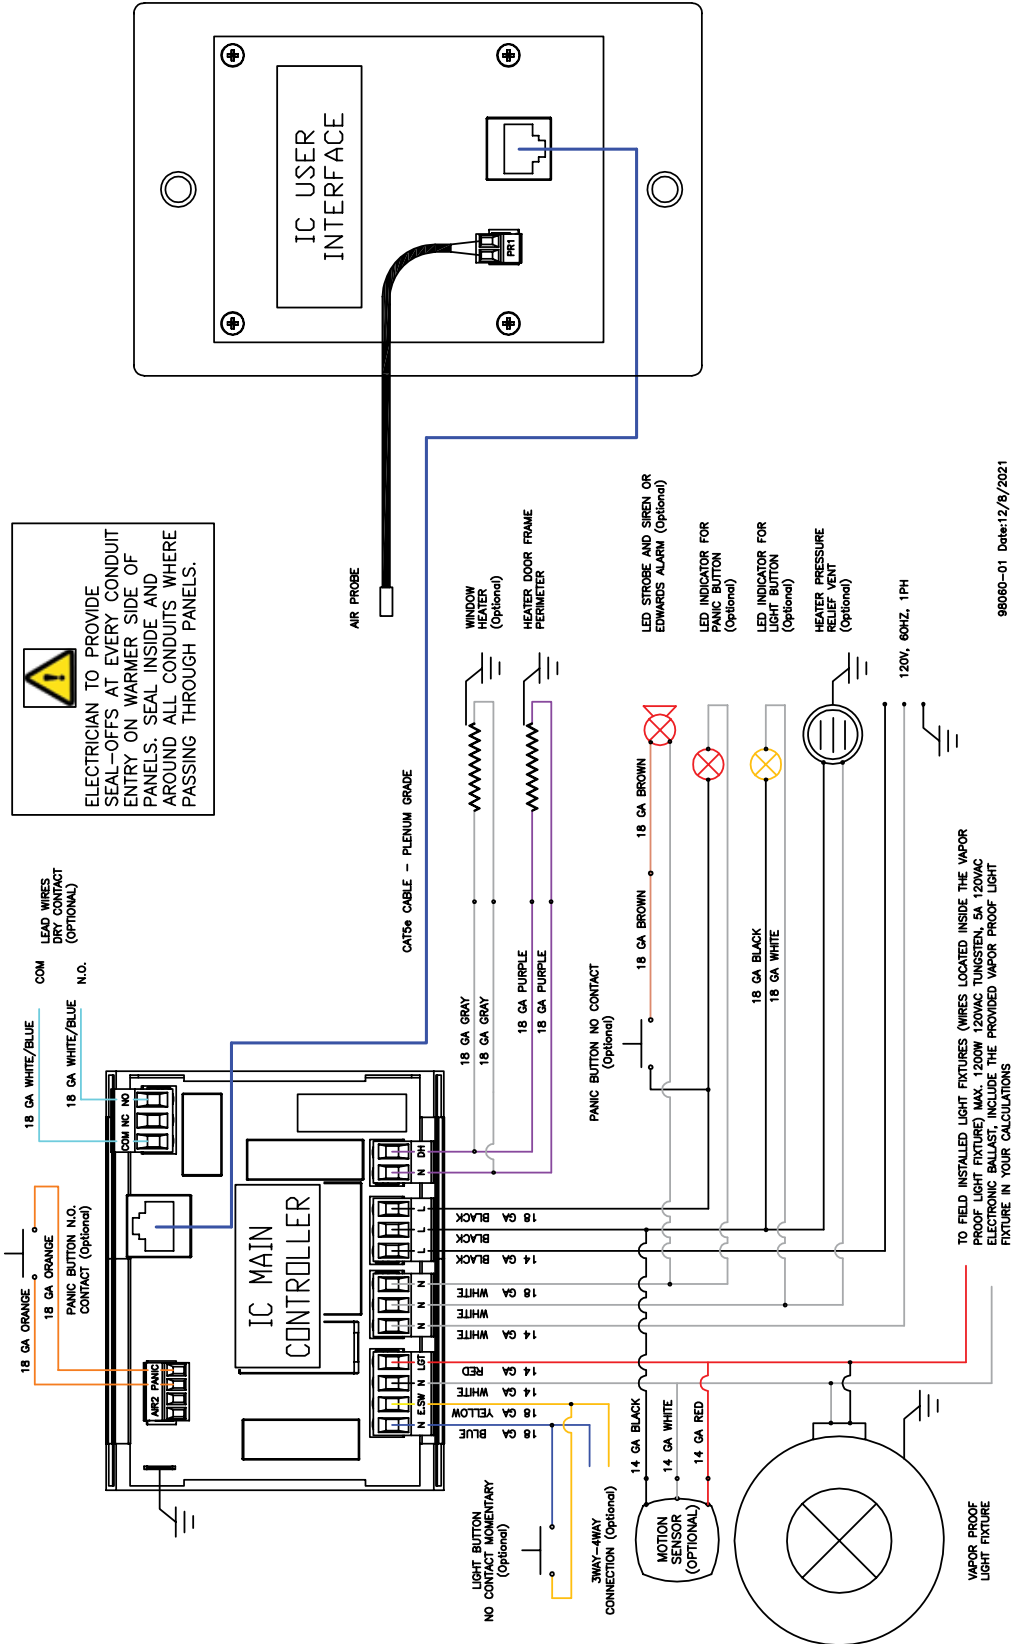 ELECTRICIAN TO PROVIDE
SEAL-OFFS AT EVERY CONDUIT
ENTRY ON WARMER SIDE OF
PANELS. SEAL INSIDE AND
AROUND ALL CONDUITS WHERE
PASSING THROUGH PANELS.
IC USER
INTERFACE
PR1
AIR PROBE
CAT5e CABLE - PLENUM GRADE
LEAD WIRES
DRY CONTACT
(OPTIONAL)
COM
N.O.
18 GA WHITE/BLUE
18 GA WHITE/BLUE
COM NC NO
18 GA ORANGE
18 GA ORANGE
PANIC BUTTON N.O.
CONTACT (Optional)
AIR2 PANIC
IC MAIN
CONTROLLER
DH
N
L
L
L
N
N
N
LGT
N
E.SW
N
18 GA BLACK
BLACK
14 GA BLACK
18 GA WHITE
WHITE
14 GA WHITE
14 GA RED
14 GA WHITE
18 GA YELLOW
18 GA BLUE
WINDOW
HEATER
(Optional)
HEATER DOOR FRAME
PERIMETER
18 GA GRAY
18 GA GRAY
18 GA PURPLE
18 GA PURPLE
PANIC BUTTON NO CONTACT
(Optional)
18 GA BROWN
18 GA BROWN
LED STROBE AND SIREN OR
EDWARDS ALARM (Optional)
LED INDICATOR FOR
PANIC BUTTON
(Optional)
LED INDICATOR FOR
LIGHT BUTTON
(Optional)
18 GA BLACK
18 GA WHITE
HEATER PRESSURE
RELIEF VENT
(Optional)
120V, 60HZ, 1PH
LIGHT BUTTON
NO CONTACT MOMENTARY
(Optional)
3WAY-4WAY
CONNECTION (Optional)
14 GA BLACK
14 GA WHITE
14 GA RED
MOTION
SENSOR
(OPTIONAL)
VAPOR PROOF
LIGHT FIXTURE
TO FIELD INSTALLED LIGHT FIXTURES (WIRES LOCATED INSIDE THE VAPOR
PROOF LIGHT FIXTURE) MAX. 1200W 120VAC TUNGSTEN, 5A 120VAC
ELECTRONIC BALLAST, INCLUDE THE PROVIDED VAPOR PROOF LIGHT
FIXTURE IN YOUR CALCULATIONS
98060-01 Date:12/8/2021